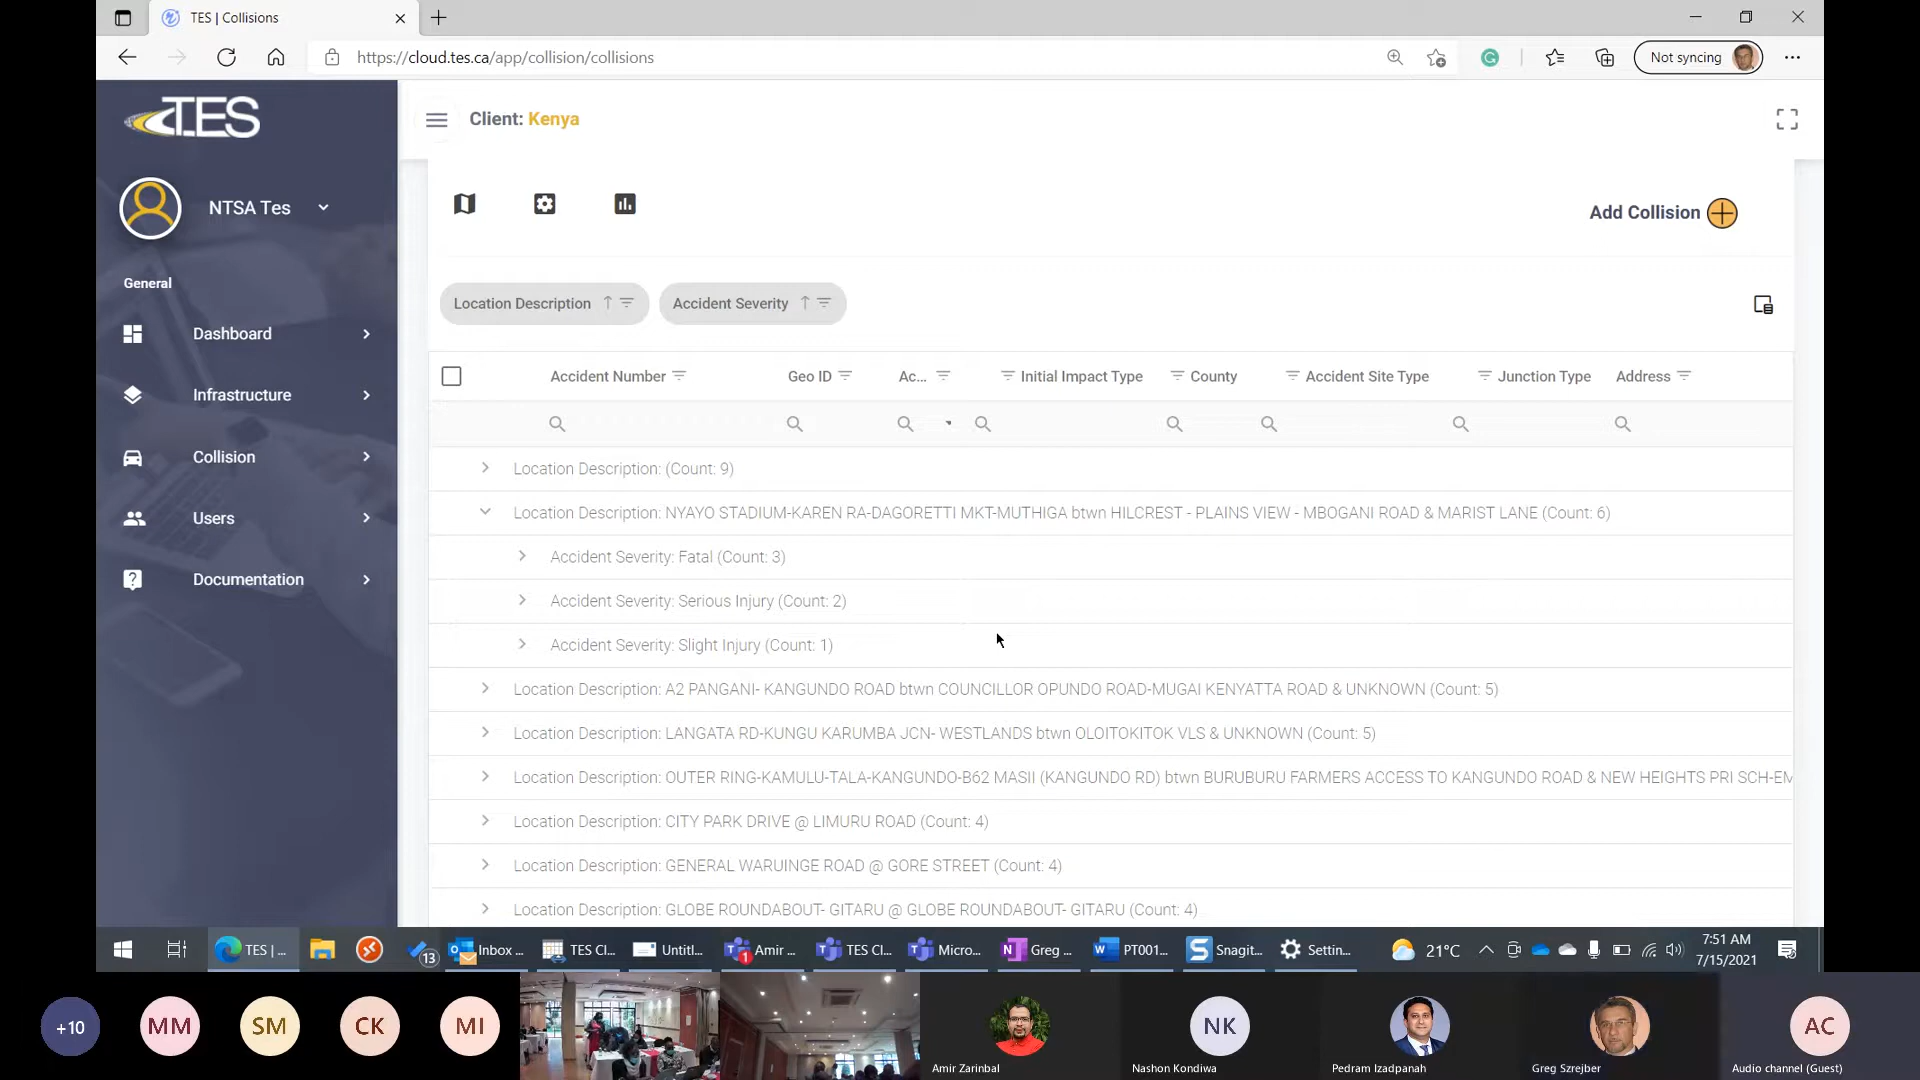 TES | Collisions
https://cloud.tes.ca/app/collision/collisions
Not syncing
TES
Client: Kenya
NTSA Tes
Add Collision
General
Location Description
Accident Severity
Dashboard
Accident Number
Geo ID
Ac...
Initial Impact Type
County
Accident Site Type
Junction Type
Address
Infrastructure
Collision
Location Description: (Count: 9)
Location Description: NYAYO STADIUM-KAREN RA-DAGORETTI MKT-MUTHIGA btwn HILCREST - PLAINS VIEW - MBOGANI ROAD & MARIST LANE (Count: 6)
Users
Accident Severity: Fatal (Count: 3)
Documentation
Accident Severity: Serious Injury (Count: 2)
Accident Severity: Slight Injury (Count: 1)
Location Description: A2 PANGANI- KANGUNDO ROAD btwn COUNCILLOR OPUNDO ROAD-MUGAI KENYATTA ROAD & UNKNOWN (Count: 5)
Location Description: LANGATA RD-KUNGU KARUMBA JCN- WESTLANDS btwn OLOITOKITOK VLS & UNKNOWN (Count: 5)
Location Description: OUTER RING-KAMULU-TALA-KANGUNDO-B62 MASII (KANGUNDO RD) btwn BURUBURU FARMERS ACCESS TO KANGUNDO ROAD & NEW HEIGHTS PRI SCH-EM
Location Description: CITY PARK DRIVE @ LIMURU ROAD (Count: 4)
Location Description: GENERAL WARUINGE ROAD @ GORE STREET (Count: 4)
Location Description: GLOBE ROUNDABOUT- GITARU @ GLOBE ROUNDABOUT- GITARU (Count: 4)
TES | ...
13
Inbox ...
TES Cl...
Untitl...
1
Amir ...
TES Cl...
Micro...
Greg ...
PT001...
Snagit...
Settin...
21°C
7:51 AM
7/15/2021
+10
MM
SM
CK
MI
NK
AC
Amir Zarinbal
Nashon Kondiwa
Pedram Izadpanah
Greg Szrejber
Audio channel (Guest)